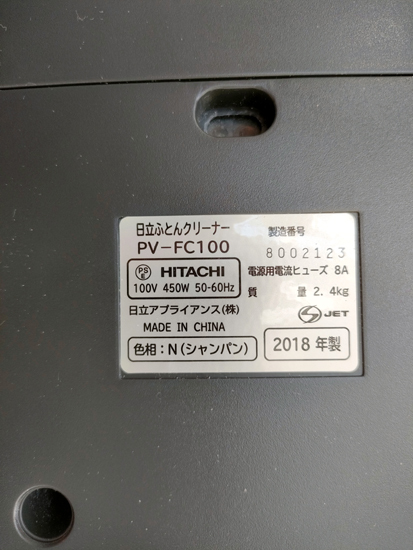 日立ふとんクリーナー
PV-FC100
製造番号
8002123
PS
E
HITACHI
100V 450W 50-60Hz
電源用電流ヒューズ 8A
質 量 2.4kg
日立アプライアンス(株)
MADE IN CHINA
JET
色相:N(シャンパン)
2018 年製